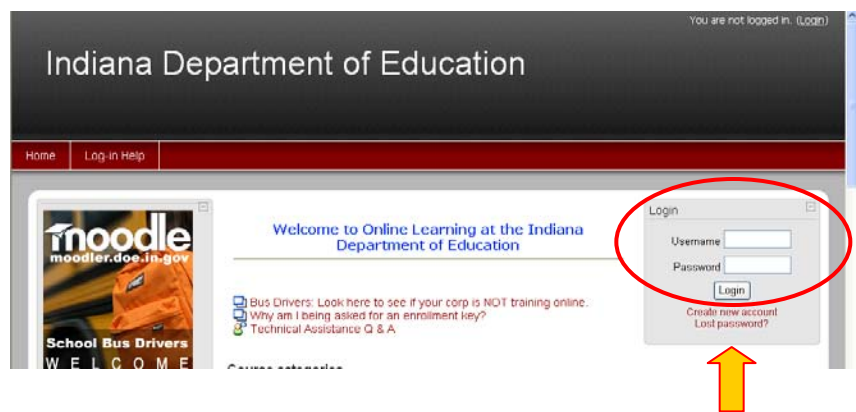 You are not logged in. (Login)
Indiana Department of Education
Home
Log-in Help
moodle
moodler.doe.in.gov
School Bus Drivers
W E L C O M E
Welcome to Online Learning at the Indiana
Department of Education
Bus Drivers: Look here to see if your corp is NOT training online.
Why am I being asked for an enrollment key?
Technical Assistance Q & A
Course categories
Login
Username
Password
Login
Create new account
Lost password?